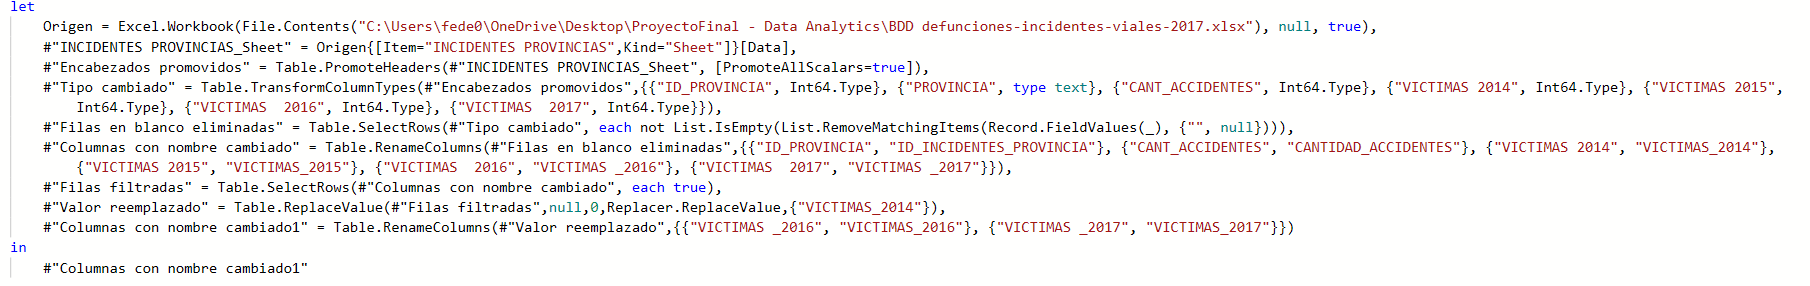 let
Origen = Excel.Workbook(File.Contents("C:\Users\fede0\OneDrive\Desktop\ProyectoFinal - Data Analytics\BDD defunciones-incidentes-viales-2017.xlsx"), null, true),
#"INCIDENTES PROVINCIAS_Sheet" = Origen{[Item="INCIDENTES PROVINCIAS",Kind="Sheet"]}[Data],
#"Encabezados promovidos" = Table.PromoteHeaders(#"INCIDENTES PROVINCIAS_Sheet", [PromoteAllScalars=true]),
#"Tipo cambiado" = Table.TransformColumnTypes(#"Encabezados promovidos",{{"ID_PROVINCIA", Int64.Type}, {"PROVINCIA", type text}, {"CANT_ACCIDENTES", Int64.Type}, {"VICTIMAS 2014", Int64.Type}, {"VICTIMAS 2015",
Int64.Type}, {"VICTIMAS  2016", Int64.Type}, {"VICTIMAS  2017", Int64.Type}}),
#"Filas en blanco eliminadas" = Table.SelectRows(#"Tipo cambiado", each not List.IsEmpty(List.RemoveMatchingItems(Record.FieldValues(_), {"", null}))),
#"Columnas con nombre cambiado" = Table.RenameColumns(#"Filas en blanco eliminadas",{{"ID_PROVINCIA", "ID_INCIDENTES_PROVINCIA"}, {"CANT_ACCIDENTES", "CANTIDAD_ACCIDENTES"}, {"VICTIMAS 2014", "VICTIMAS_2014"},
{"VICTIMAS 2015", "VICTIMAS_2015"}, {"VICTIMAS  2016", "VICTIMAS _2016"}, {"VICTIMAS  2017", "VICTIMAS _2017"}}),
#"Filas filtradas" = Table.SelectRows(#"Columnas con nombre cambiado", each true),
#"Valor reemplazado" = Table.ReplaceValue(#"Filas filtradas",null,0,Replacer.ReplaceValue,{"VICTIMAS_2014"}),
#"Columnas con nombre cambiado1" = Table.RenameColumns(#"Valor reemplazado",{{"VICTIMAS _2016", "VICTIMAS_2016"}, {"VICTIMAS _2017", "VICTIMAS_2017"}})
in
#"Columnas con nombre cambiado1"